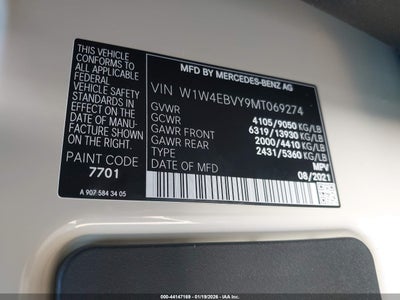 MFD BY MERCEDES-BENZ AG
THIS VEHICLE
CONFORMS TO
ALL APPLICABLE
FEDERAL MOTOR
VEHICLE SAFETY
STANDARDS IN
EFFECT ON THE
DATE OF MANU-
FACTURE SHOWN.
PAINT CODE
7701
A 907 584 34 05
VIN W1W4EBVY9MT069274
GVWR 4105/9050 KG/LB
GCWR 6319/13930 KG/LB
GAWR FRONT 2000/4410 KG/LB
GAWR REAR 2431/5360 KG/LB
TYPE MPV
DATE OF MFD 08/2021
000-44147169 - 01/19/2026 - IAA, Inc.